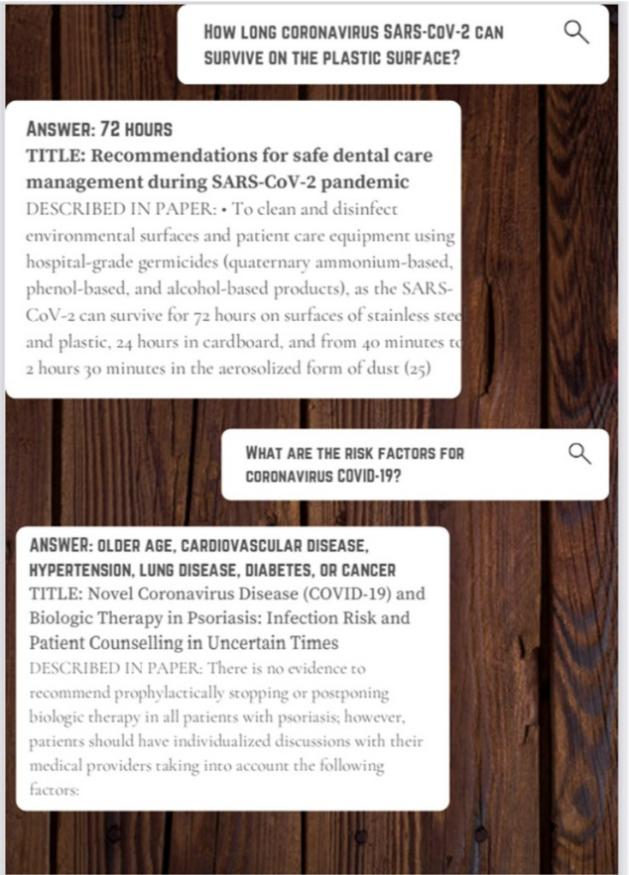 HOW LONG CORONAVIRUS SARS-COV-2 CAN
SURVIVE ON THE PLASTIC SURFACE?
ANSWER: 72 HOURS
TITLE: Recommendations for safe dental care
management during SARS-CoV-2 pandemic
DESCRIBED IN PAPER: • To clean and disinfect
environmental surfaces and patient care equipment using
hospital-grade germicides (quaternary ammonium-based,
phenol-based, and alcohol-based products), as the SARS-
CoV-2 can survive for 72 hours on surfaces of stainless stee
and plastic, 24 hours in cardboard, and from 40 minutes to
2 hours 30 minutes in the aerosolized form of dust (25)
WHAT ARE THE RISK FACTORS FOR
CORONAVIRUS COVID-19?
ANSWER: OLDER AGE, CARDIOVASCULAR DISEASE,
HYPERTENSION, LUNG DISEASE, DIABETES, OR CANCER
TITLE: Novel Coronavirus Disease (COVID-19) and
Biologic Therapy in Psoriasis: Infection Risk and
Patient Counselling in Uncertain Times
DESCRIBED IN PAPER: There is no evidence to
recommend prophylactically stopping or postponing
biologic therapy in all patients with psoriasis; however,
patients should have individualized discussions with their
medical providers taking into account the following
factors: